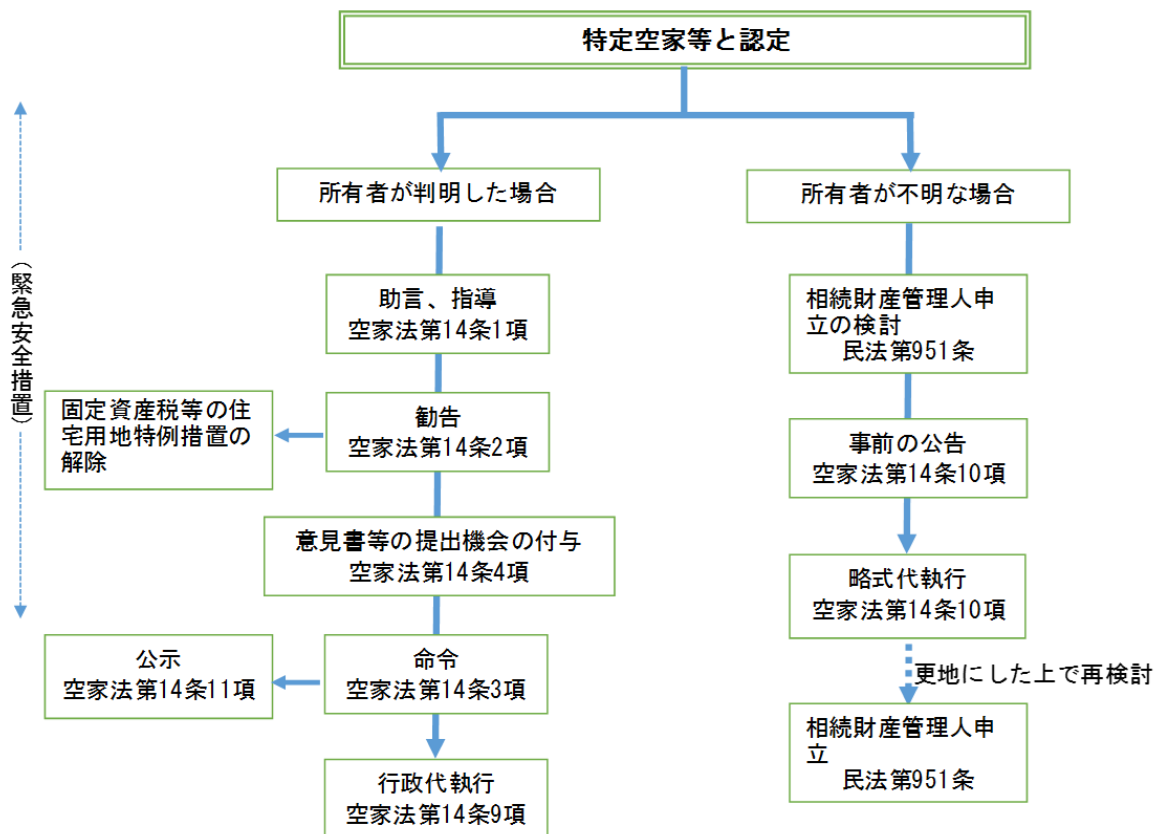 特定空家等と認定
所有者が判明した場合
所有者が不明な場合
(緊急安全措置)
助言、指導
空家法第14条1項
相続財産管理人申
立の検討
民法第951条
固定資産税等の住
宅用地特例措置の
解除
勧告
空家法第14条2項
事前の公告
空家法第14条10項
意見書等の提出機会の付与
空家法第14条4項
略式代執行
空家法第14条10項
公示
空家法第14条11項
命令
空家法第14条3項
更地にした上で再検討
相続財産管理人申
立
民法第951条
行政代執行
空家法第14条9項